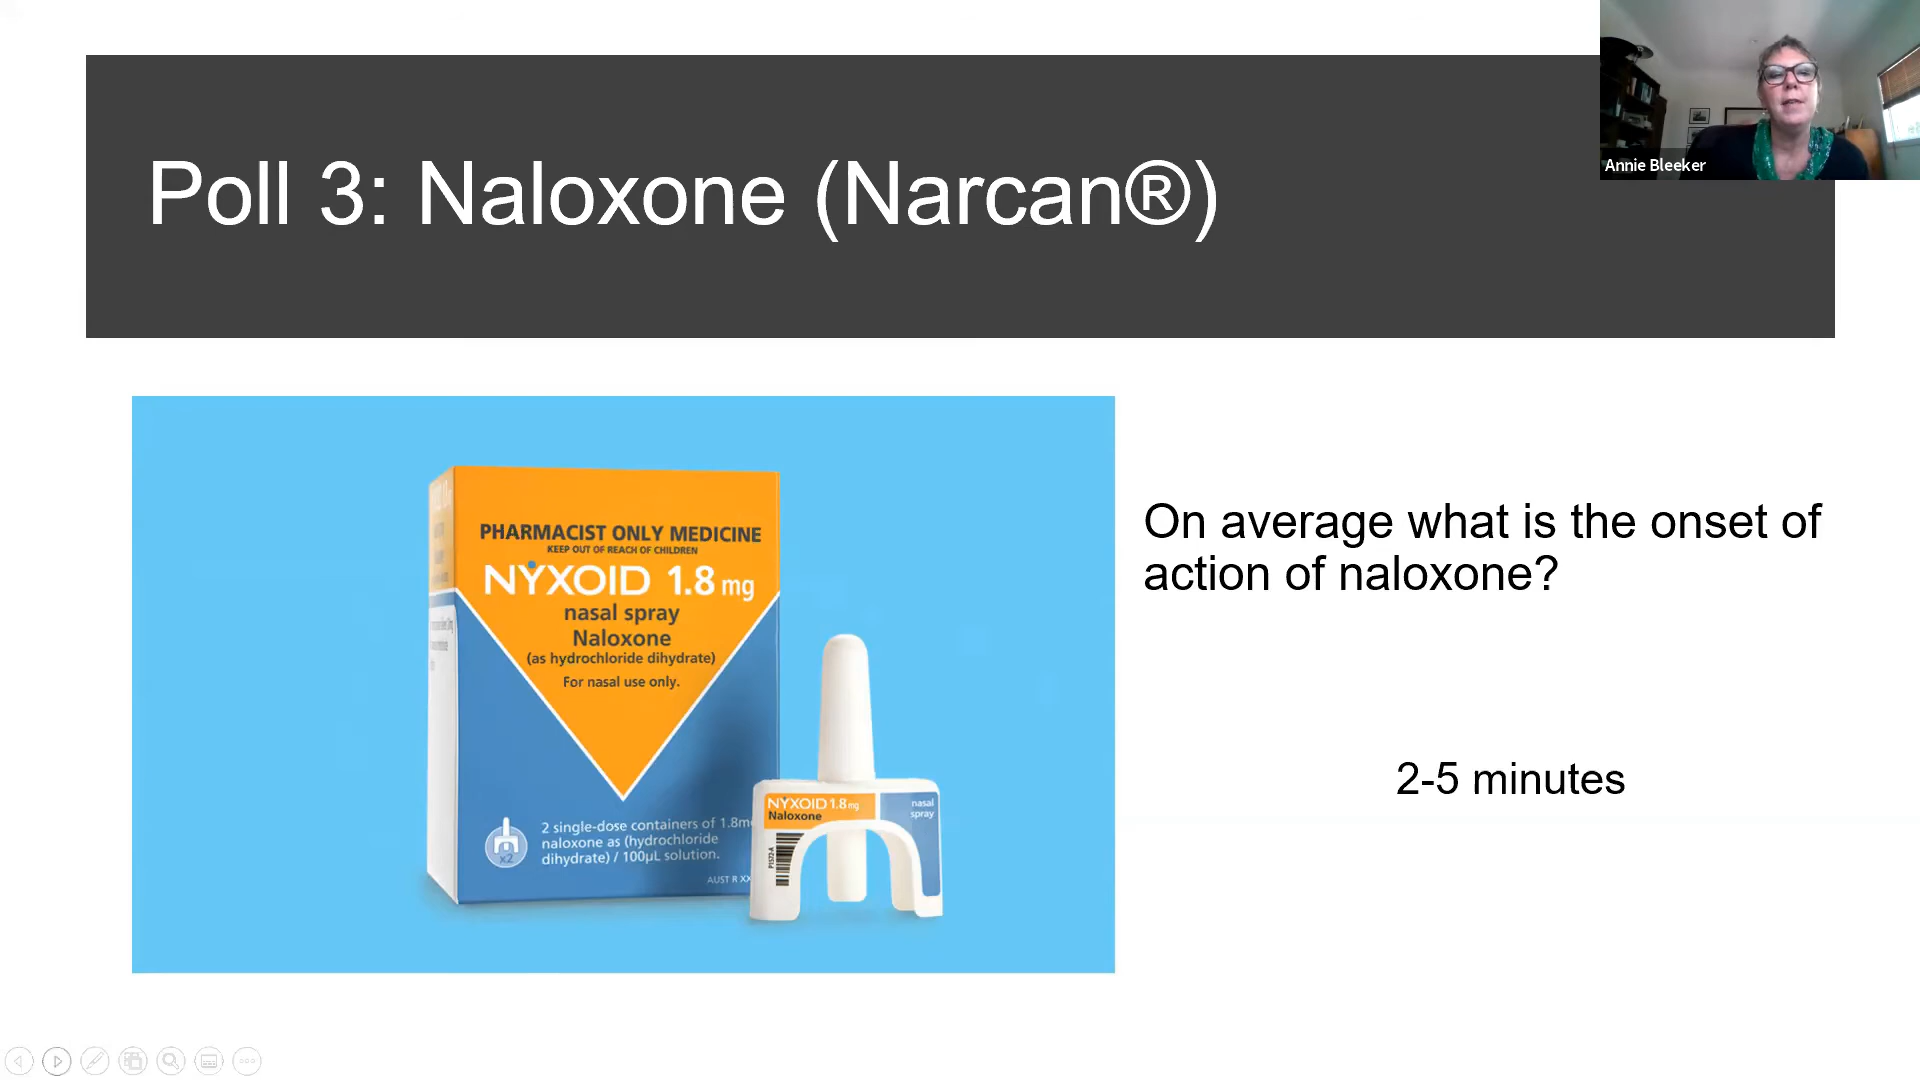 Poll 3: Naloxone (Narcan®)
Annie Bleeker
PHARMACIST ONLY MEDICINE
KEEP OUT OF REACH OF CHILDREN
NYXOID 1.8 mg
nasal spray
Naloxone
(as hydrochloride dihydrate)
For nasal use only.
2 single-dose containers of 1.8m
naloxone as (hydrochloride
dihydrate) / 100µL solution.
x2
AUST R XX
NYXOID 1.8 mg
Naloxone
nasal
spray
On average what is the onset of
action of naloxone?
2-5 minutes